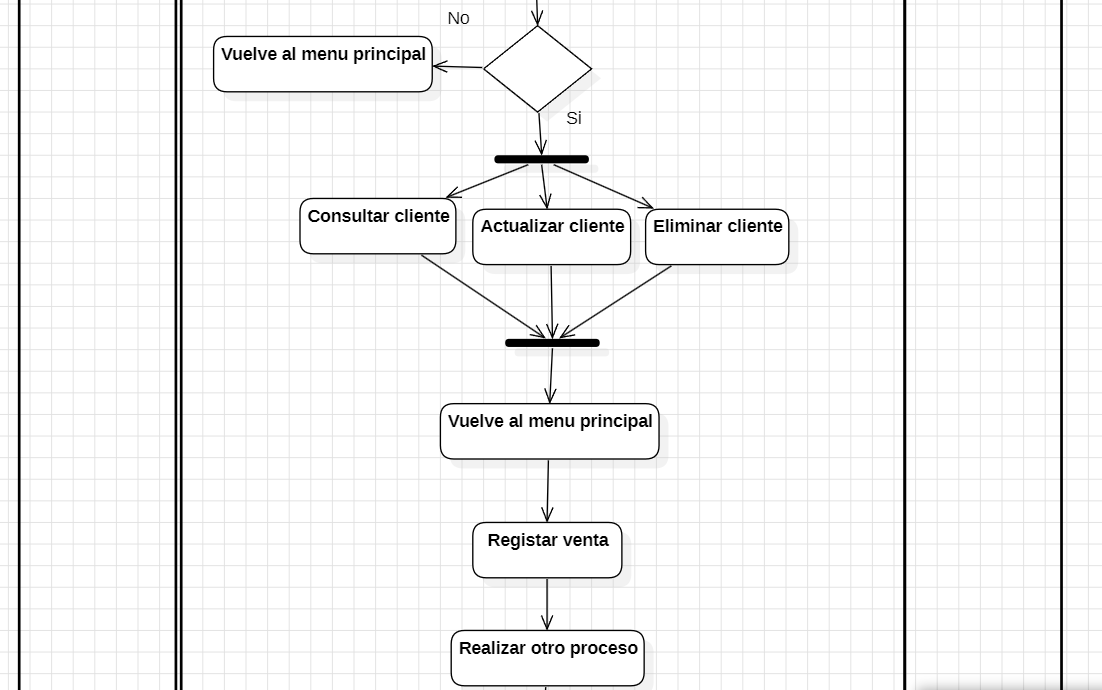 No
Vuelve al menu principal
Si
Consultar cliente
Actualizar cliente
Eliminar cliente
Vuelve al menu principal
Registar venta
Realizar otro proceso